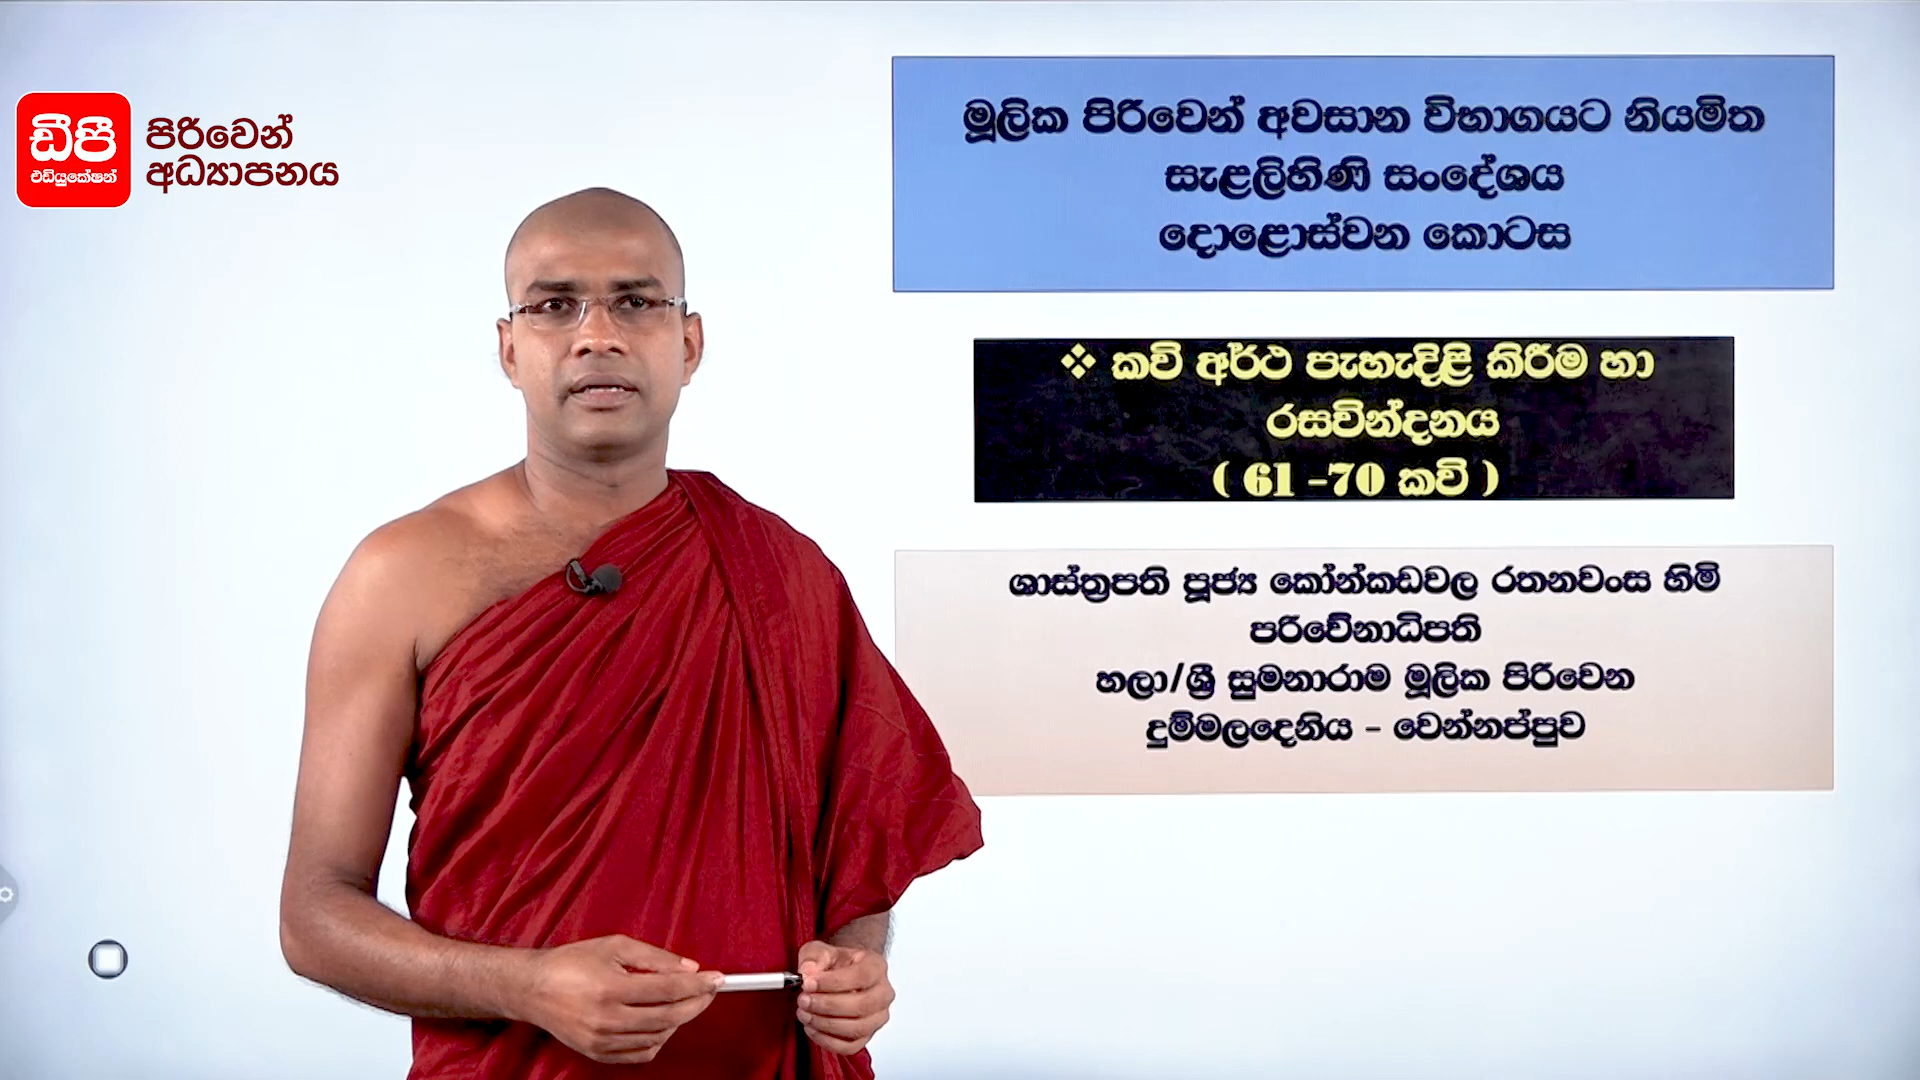 ඩීපී
එඩියුකේෂන්
පිරිවෙන්
අධ්‍යාපනය
මූලික පිරිවෙන් අවසාන විභාගයට නියමිත
සැළලිහිණි සංදේශය
දොළොස්වන කොටස
❖ කවි අර්ථ පැහැදිළි කිරීම හා
රසවින්දනය
( 61 -70 කවි )
ශාස්ත්‍රපති පූජ්‍ය කෝන්කඩවල රතනවංස හිමි
පරිවේනාධිපති
හලා/ශ්‍රී සුමනාරාම මූලික පිරිවෙන
දුම්මලදෙනිය - වෙන්නප්පුව